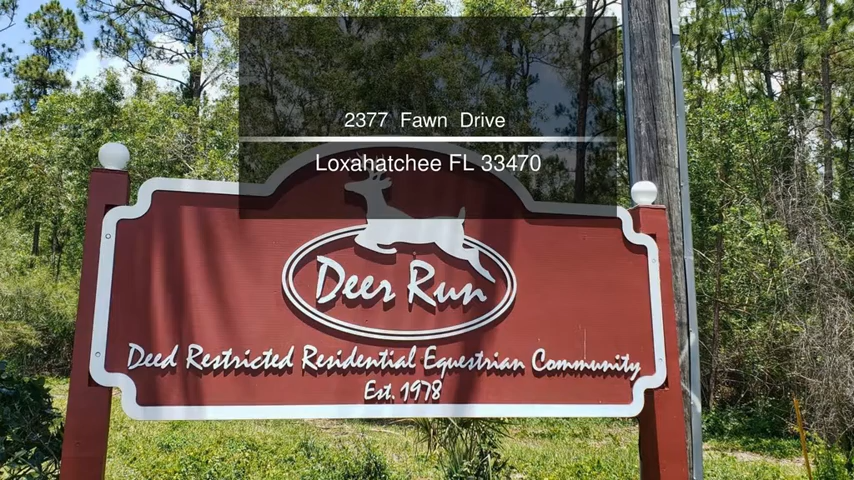 2377 Fawn Drive
Loxahatchee FL 33470
Deer Run
Deed Restricted Residential Equestrian Community
Est. 1978